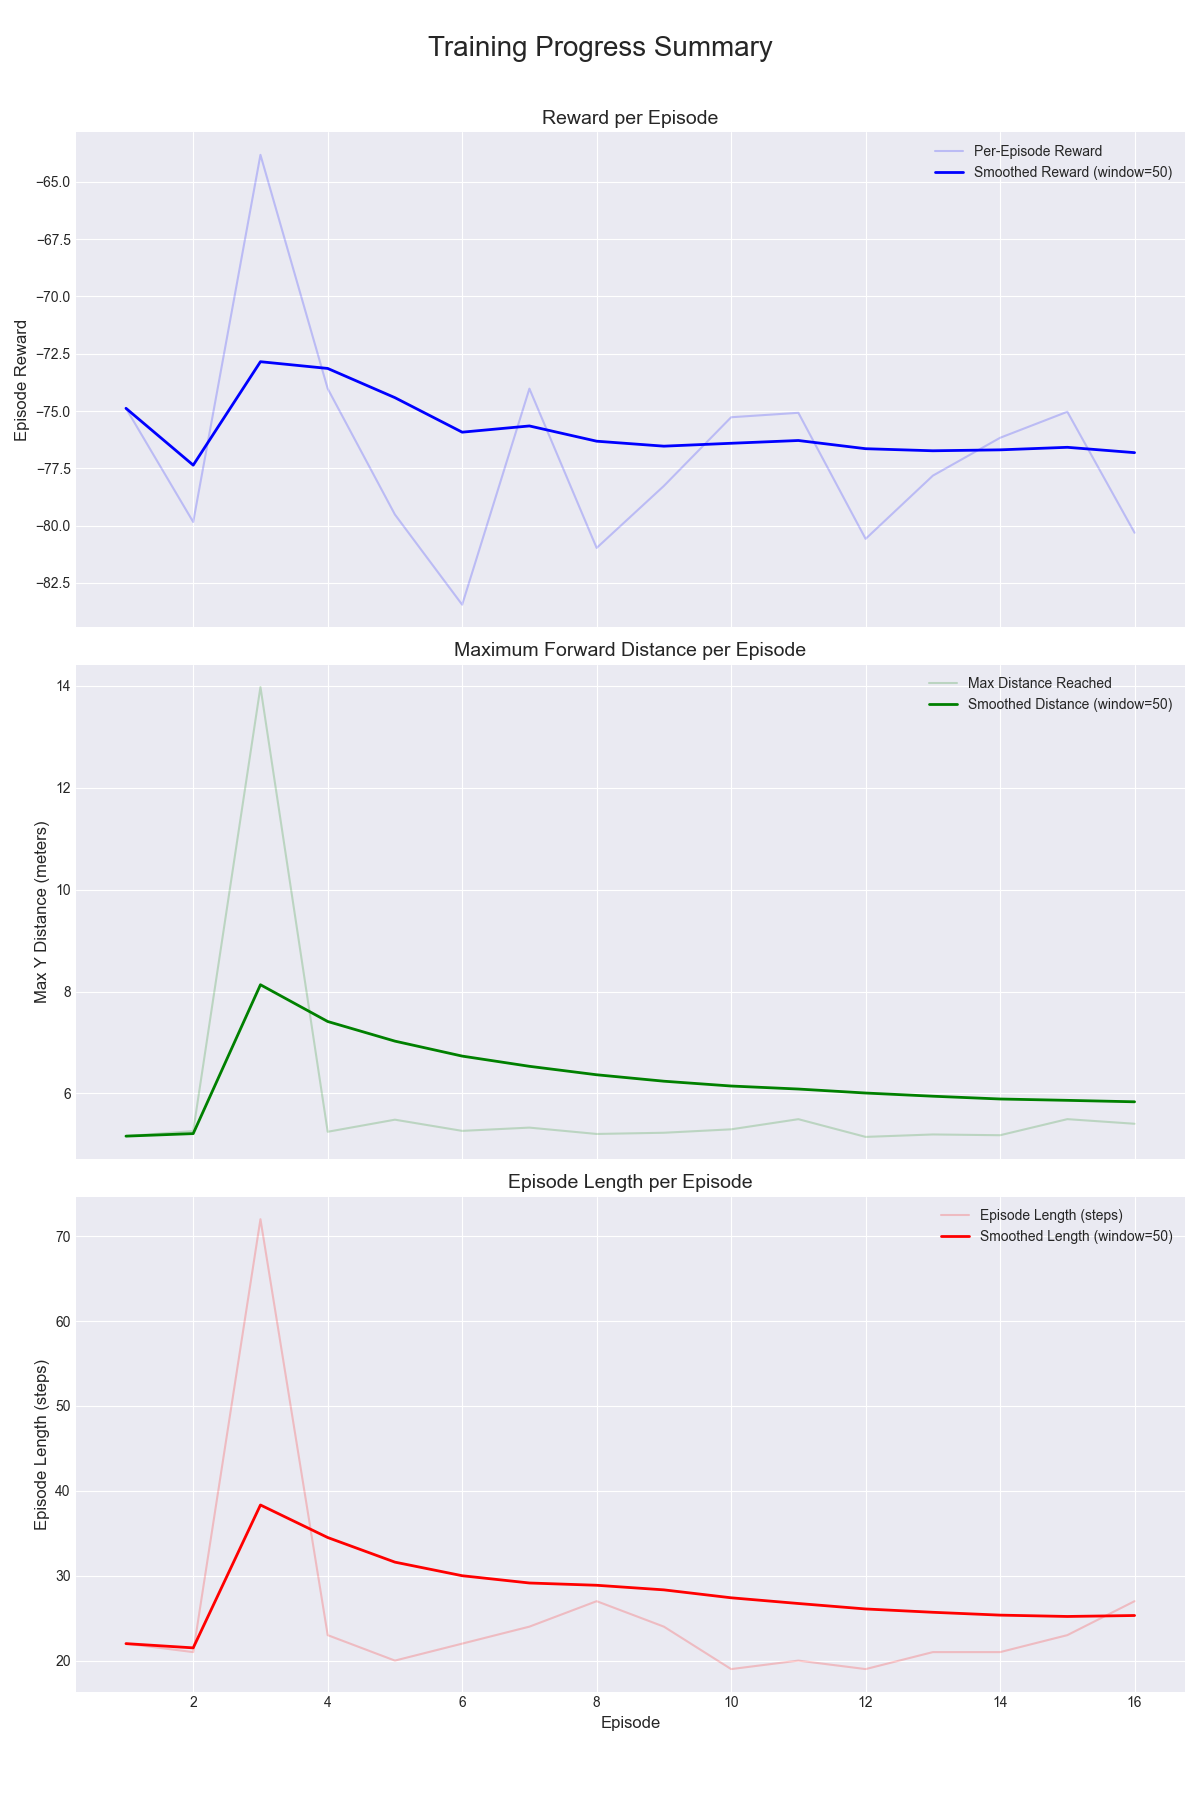 Training Progress Summary
Reward per Episode
Per-Episode Reward
Smoothed Reward (window=50)
Episode Reward
−65.0
−67.5
−70.0
−72.5
−75.0
−77.5
−80.0
−82.5
Maximum Forward Distance per Episode
Max Distance Reached
Smoothed Distance (window=50)
Max Y Distance (meters)
14
12
10
8
6
Episode Length per Episode
Episode Length (steps)
Smoothed Length (window=50)
Episode Length (steps)
70
60
50
40
30
20
2 4 6 8 10 12 14 16
Episode